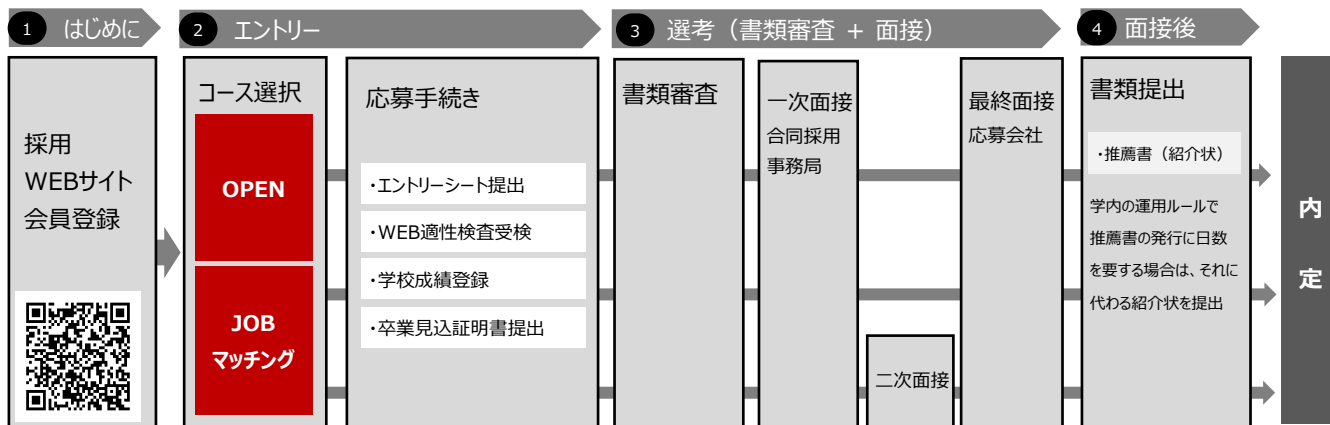 1 はじめに
2 エントリー
3 選考（書類審査 + 面接）
4 面接後
採用
WEBサイト
会員登録
コース選択
OPEN
JOB
マッチング
応募手続き
・エントリーシート提出
・WEB適性検査受検
・学校成績登録
・卒業見込証明書提出
書類審査
一次面接
合同採用
事務局
二次面接
最終面接
応募会社
書類提出
・推薦書（紹介状）
学内の運用ルールで
推薦書の発行に日数
を要する場合は、それに
代わる紹介状を提出
内
定